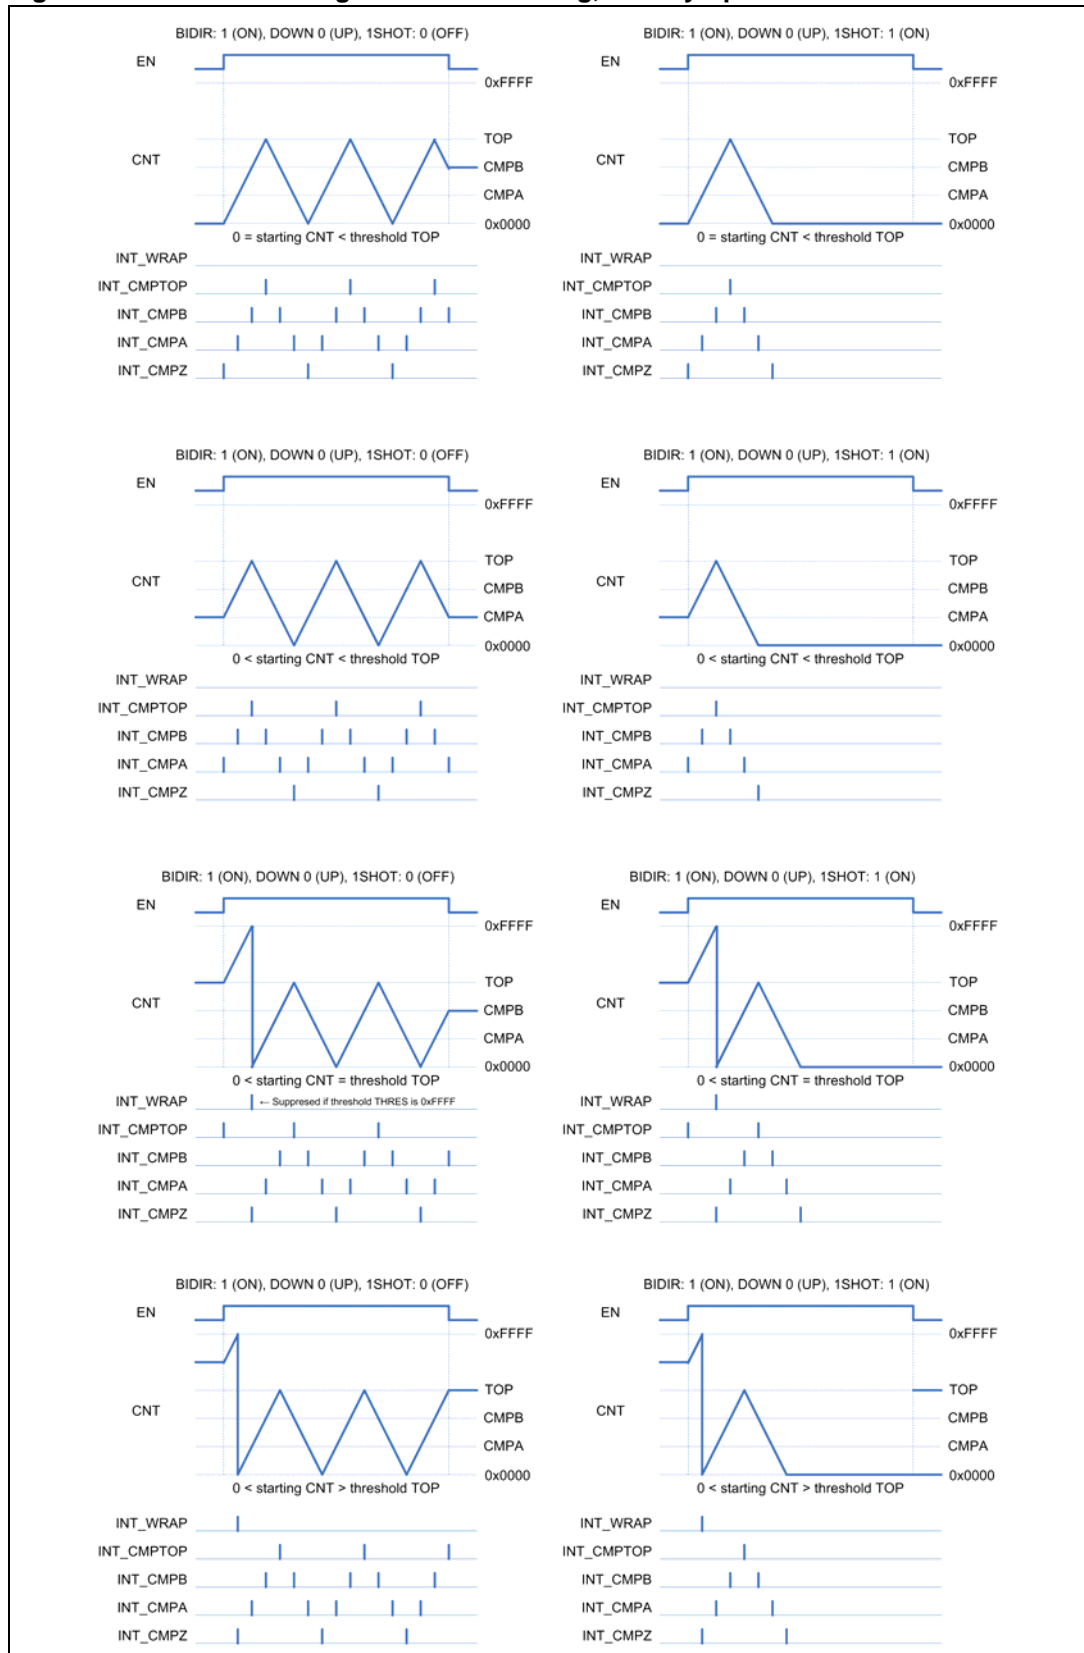 BIDIR: 1 (ON), DOWN 0 (UP), 1SHOT: 0 (OFF)
EN
0xFFFF
TOP
CNT
CMPB
CMPA
0x0000
0 = starting CNT < threshold TOP
INT_WRAP
INT_CMPTOP
INT_CMPB
INT_CMPA
INT_CMPZ
BIDIR: 1 (ON), DOWN 0 (UP), 1SHOT: 1 (ON)
EN
0xFFFF
TOP
CNT
CMPB
CMPA
0x0000
0 = starting CNT < threshold TOP
INT_WRAP
INT_CMPTOP
INT_CMPB
INT_CMPA
INT_CMPZ
BIDIR: 1 (ON), DOWN 0 (UP), 1SHOT: 0 (OFF)
EN
0xFFFF
TOP
CNT
CMPB
CMPA
0x0000
0 < starting CNT < threshold TOP
INT_WRAP
INT_CMPTOP
INT_CMPB
INT_CMPA
INT_CMPZ
BIDIR: 1 (ON), DOWN 0 (UP), 1SHOT: 1 (ON)
EN
0xFFFF
TOP
CNT
CMPB
CMPA
0x0000
0 < starting CNT < threshold TOP
INT_WRAP
INT_CMPTOP
INT_CMPB
INT_CMPA
INT_CMPZ
BIDIR: 1 (ON), DOWN 0 (UP), 1SHOT: 0 (OFF)
EN
0xFFFF
TOP
CNT
CMPB
CMPA
0x0000
0 < starting CNT = threshold TOP
INT_WRAP
← Suppresed if threshold THRES is 0xFFFF
INT_CMPTOP
INT_CMPB
INT_CMPA
INT_CMPZ
BIDIR: 1 (ON), DOWN 0 (UP), 1SHOT: 1 (ON)
EN
0xFFFF
TOP
CNT
CMPB
CMPA
0x0000
0 < starting CNT = threshold TOP
INT_WRAP
INT_CMPTOP
INT_CMPB
INT_CMPA
INT_CMPZ
BIDIR: 1 (ON), DOWN 0 (UP), 1SHOT: 0 (OFF)
EN
0xFFFF
TOP
CNT
CMPB
CMPA
0x0000
0 < starting CNT > threshold TOP
INT_WRAP
INT_CMPTOP
INT_CMPB
INT_CMPA
INT_CMPZ
BIDIR: 1 (ON), DOWN 0 (UP), 1SHOT: 1 (ON)
EN
0xFFFF
TOP
CNT
CMPB
CMPA
0x0000
0 < starting CNT > threshold TOP
INT_WRAP
INT_CMPTOP
INT_CMPB
INT_CMPA
INT_CMPZ